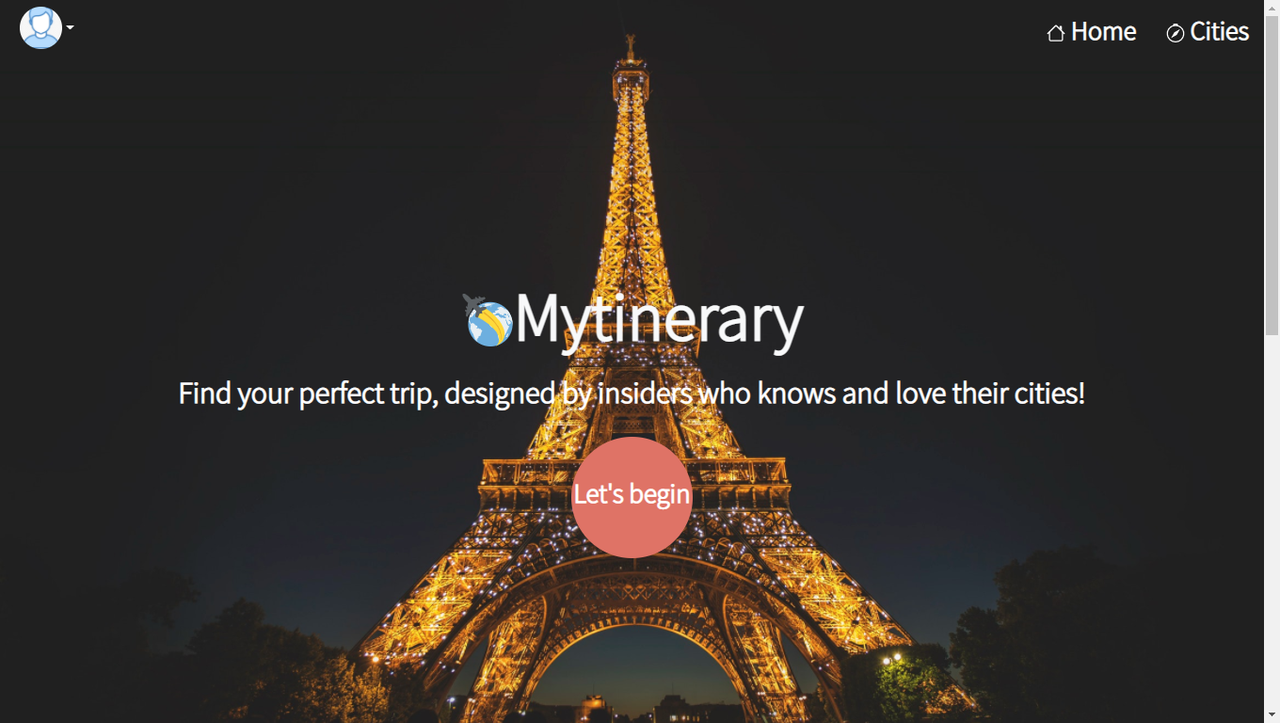 Home
Cities
Mytinerary
Find your perfect trip, designed by insiders who knows and love their cities!
Let's begin